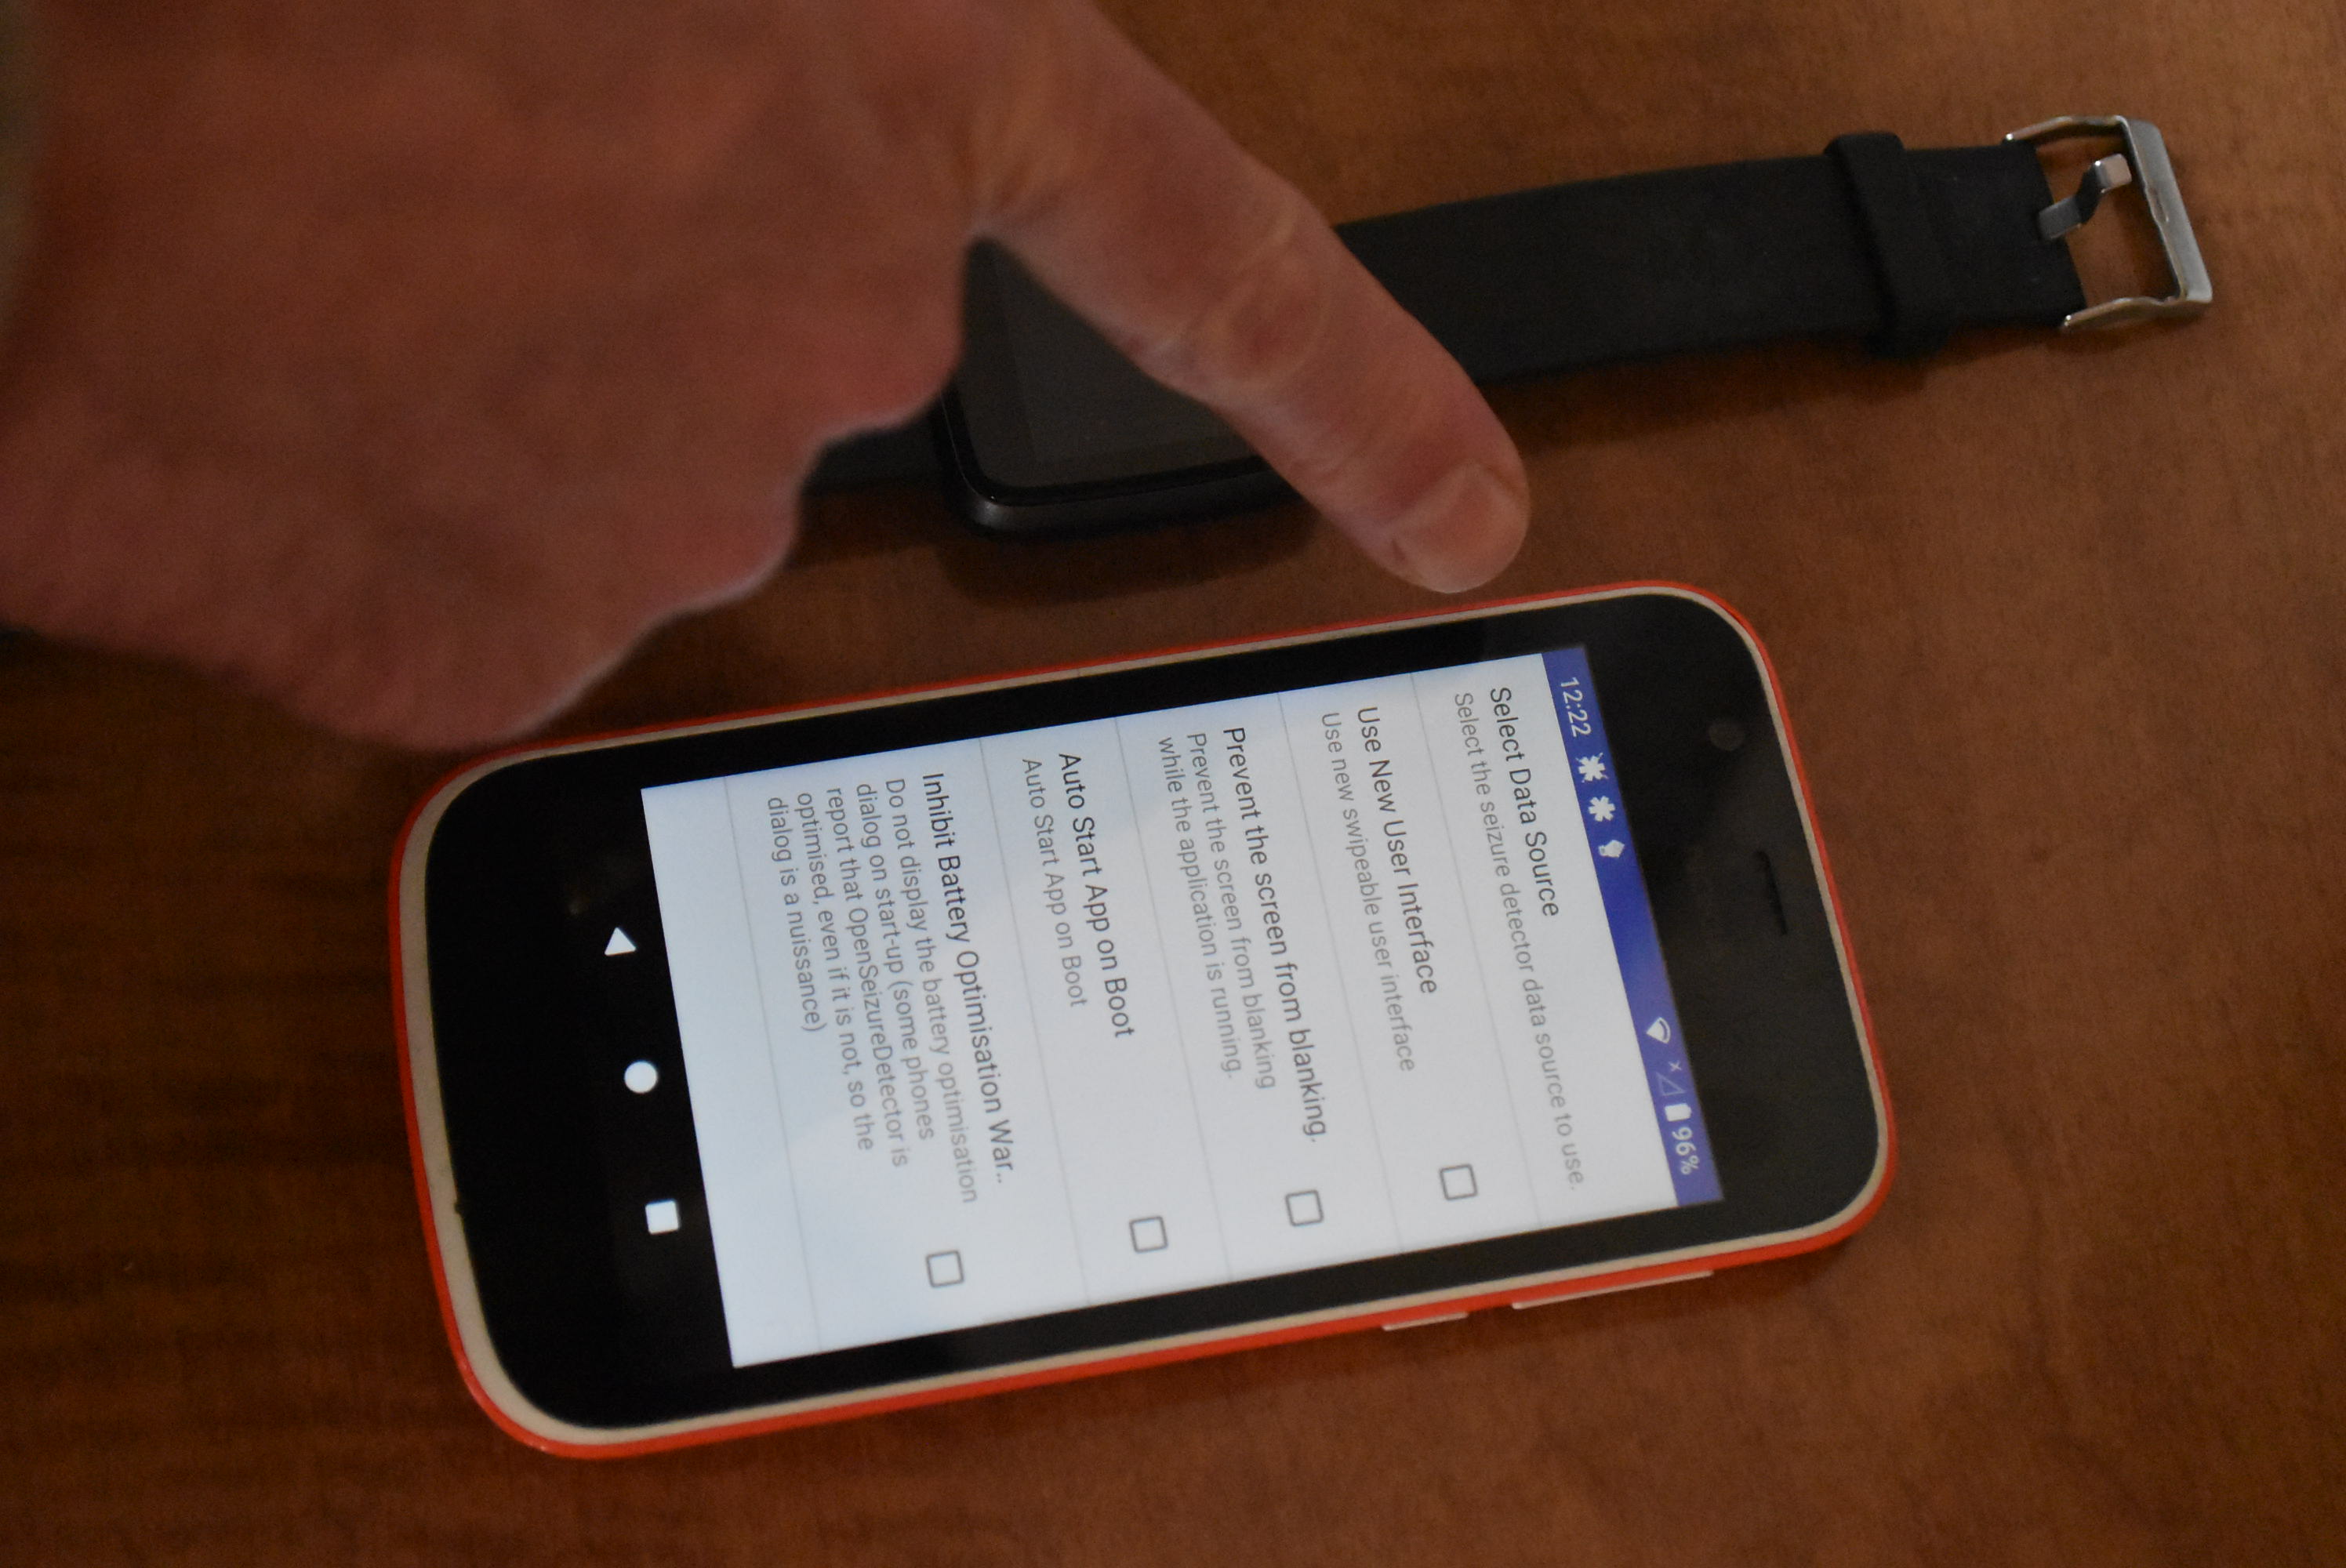 12:22 96%
Select Data Source
Select the seizure detector data source to use.
Use New User Interface
Use new swipeable user interface
Prevent the screen from blanking.
Prevent the screen from blanking
while the application is running.
Auto Start App on Boot
Auto Start App on Boot
Inhibit Battery Optimisation War..
Do not display the battery optimisation
dialog on start-up (some phones
report that OpenSeizureDetector is
optimised, even if it is not, so the
dialog is a nuissance)